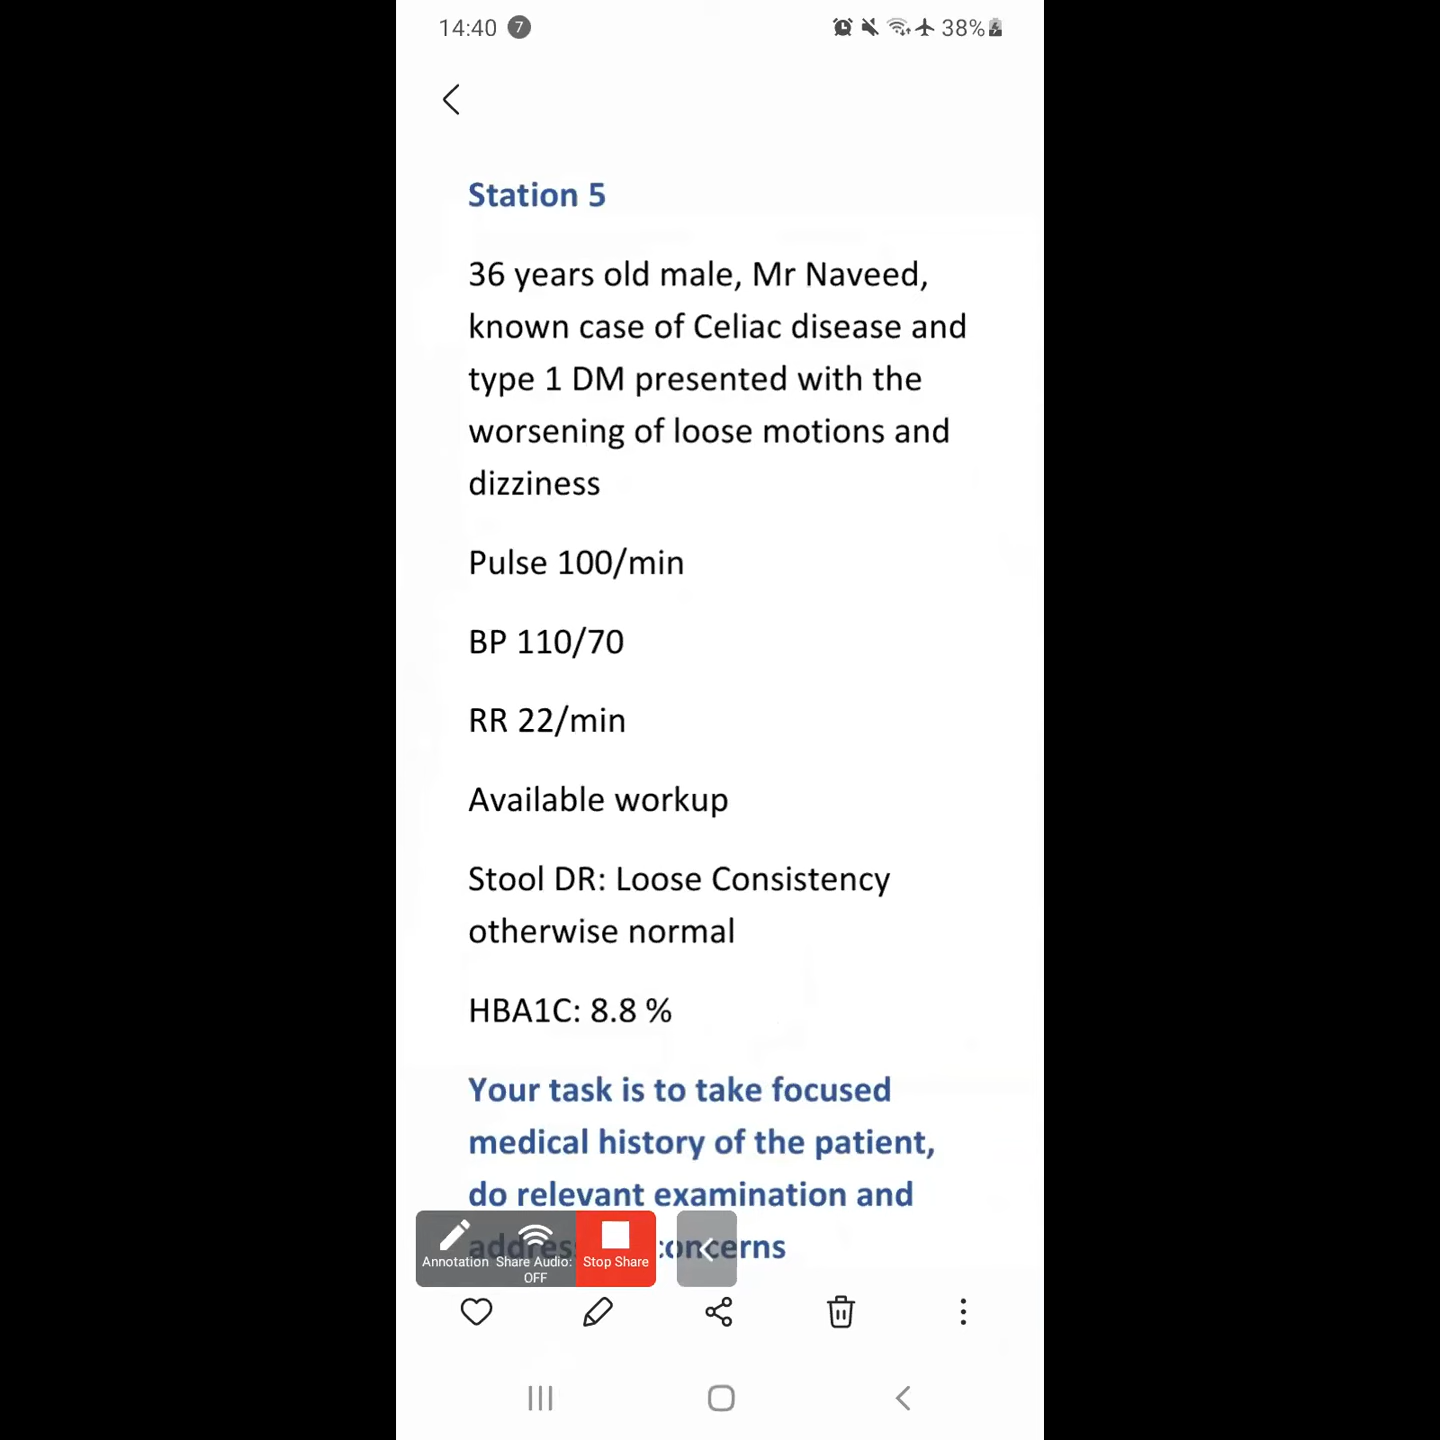 14:40 7 38%
Station 5
36 years old male, Mr Naveed,
known case of Celiac disease and
type 1 DM presented with the
worsening of loose motions and
dizziness
Pulse 100/min
BP 110/70
RR 22/min
Available workup
Stool DR: Loose Consistency
otherwise normal
HBA1C: 8.8 %
Your task is to take focused
medical history of the patient,
do relevant examination and
concerns
Annotation Share Audio: OFF Stop Share